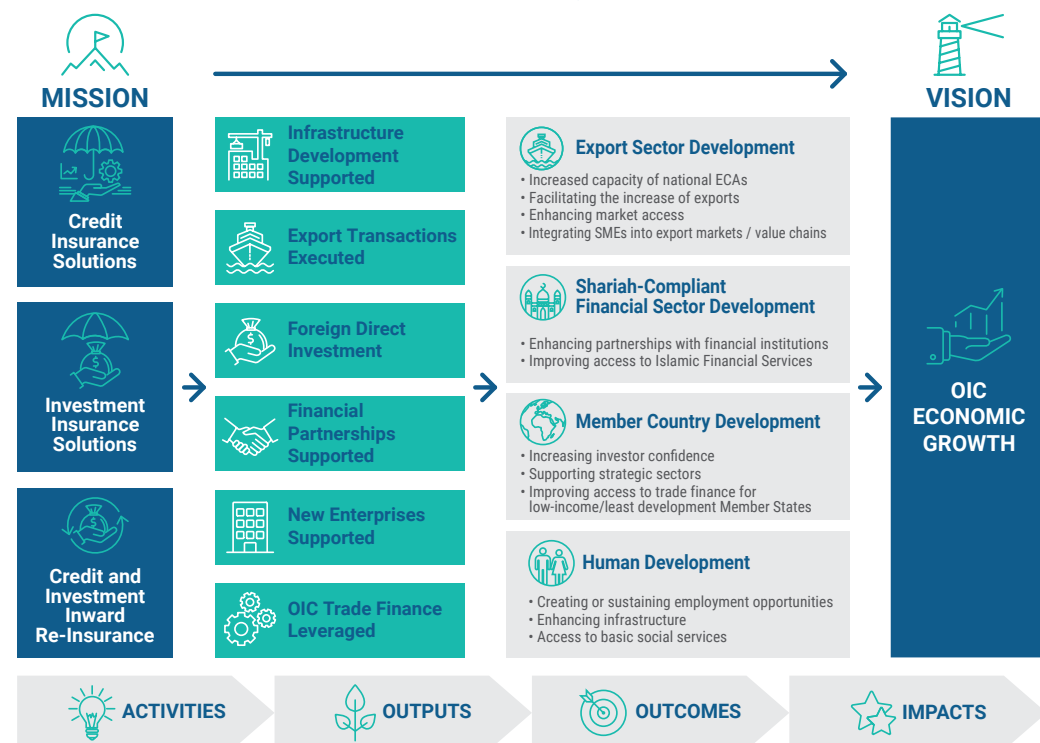 MISSION
VISION
Credit
Insurance
Solutions
Investment
Insurance
Solutions
Credit and
Investment
Inward
Re-Insurance
Infrastructure
Development
Supported
Export Transactions
Executed
Foreign Direct
Investment
Financial
Partnerships
Supported
New Enterprises
Supported
OIC Trade Finance
Leveraged
Export Sector Development
• Increased capacity of national ECAs
• Facilitating the increase of exports
• Enhancing market access
• Integrating SMEs into export markets / value chains
Shariah-Compliant
Financial Sector Development
• Enhancing partnerships with financial institutions
• Improving access to Islamic Financial Services
Member Country Development
• Increasing investor confidence
• Supporting strategic sectors
• Improving access to trade finance for
low-income/least development Member States
Human Development
• Creating or sustaining employment opportunities
• Enhancing infrastructure
• Access to basic social services
OIC
ECONOMIC
GROWTH
ACTIVITIES
OUTPUTS
OUTCOMES
IMPACTS